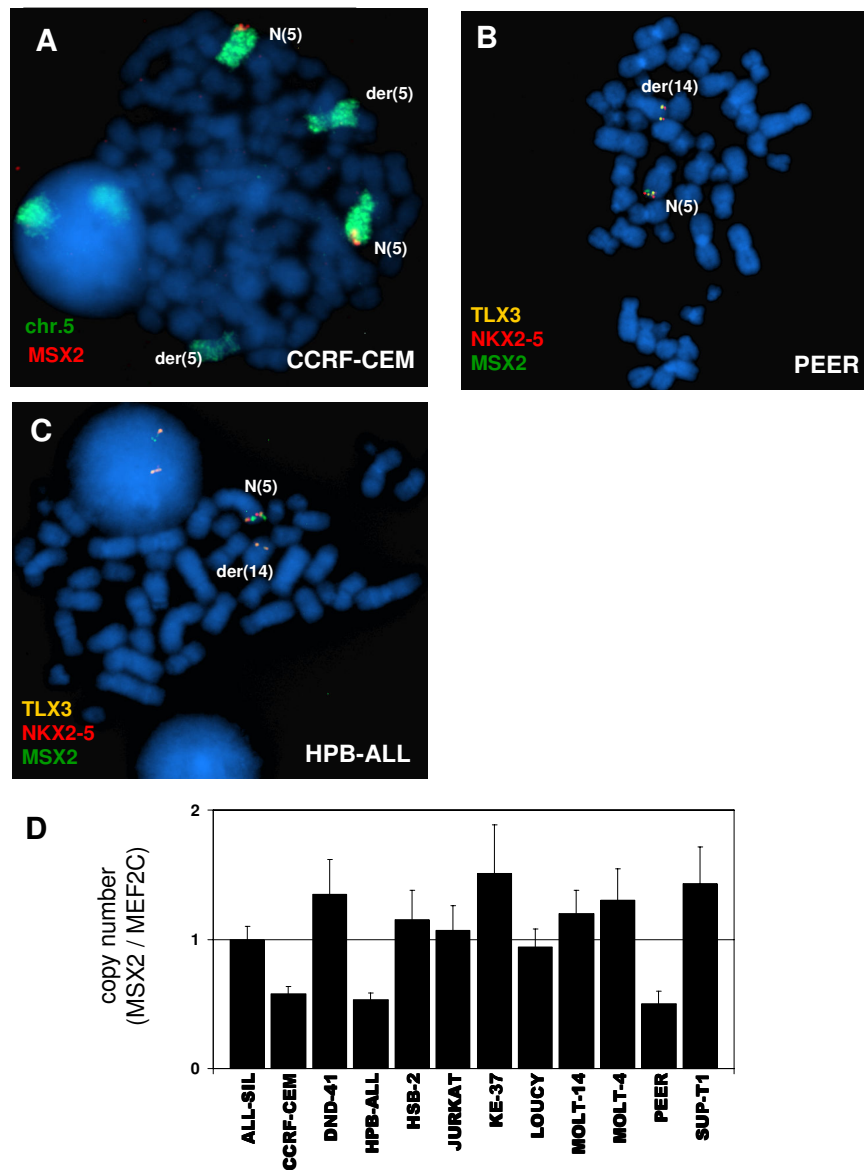 A
N(5)
der(5)
N(5)
chr.5
MSX2
der(5)
CCRF-CEM
B
der(14)
N(5)
TLX3
NKX2-5
MSX2
PEER
C
N(5)
der(14)
TLX3
NKX2-5
MSX2
HPB-ALL
D
copy number
(MSX2 / MEF2C)
2
1
0
ALL-SIL
CCRF-CEM
DND-41
HPB-ALL
HSB-2
JURKAT
KE-37
LOUCY
MOLT-14
MOLT-4
PEER
SUP-T1